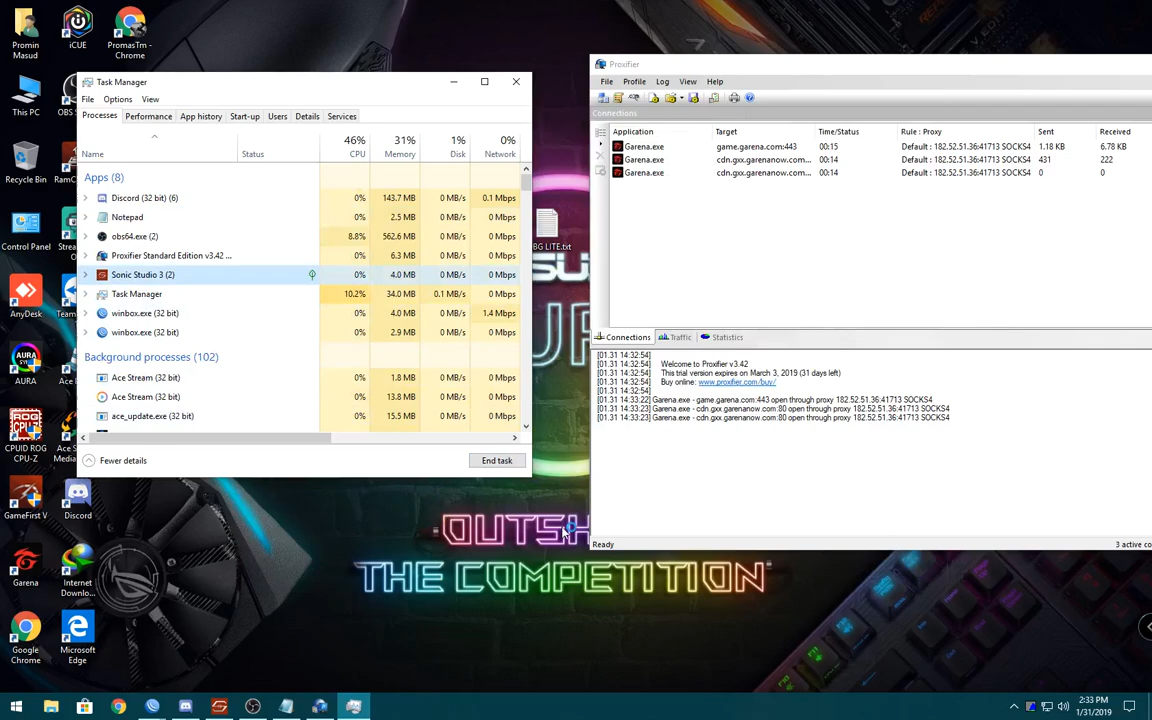 Promin
Masud
iCUE
PromasTm -
Chrome
This PC
OBS S
Recycle Bin
RamC
Control Panel
Strea
AnyDesk
Team
AURA
Ace
CPUID ROG
CPU-Z
Ace S
Media
GameFirst V
Discord
Garena
Internet
Downlo...
Google
Chrome
Microsoft
Edge
Task Manager
File Options View
Processes Performance App history Start-up Users Details Services
46% 31% 1% 0%
Name Status CPU Memory Disk Network
Apps (8)
Discord (32 bit) (6) 0% 143.7 MB 0 MB/s 0.1 Mbps
Notepad 0% 2.5 MB 0 MB/s 0 Mbps
obs64.exe (2) 8.8% 562.6 MB 0 MB/s 0 Mbps
Proxifier Standard Edition v3.42 ... 0% 6.3 MB 0 MB/s 0 Mbps
Sonic Studio 3 (2) 0% 4.0 MB 0 MB/s 0 Mbps
Task Manager 10.2% 34.0 MB 0.1 MB/s 0 Mbps
winbox.exe (32 bit) 0% 4.0 MB 0 MB/s 1.4 Mbps
winbox.exe (32 bit) 0% 2.9 MB 0 MB/s 0 Mbps
Background processes (102)
Ace Stream (32 bit) 0% 1.8 MB 0 MB/s 0 Mbps
Ace Stream (32 bit) 0% 13.8 MB 0 MB/s 0 Mbps
ace_update.exe (32 bit) 0% 15.5 MB 0 MB/s 0 Mbps
Fewer details
End task
BG LITE.txt
Proxifier
File Profile Log View Help
Connections
Application Target Time/Status Rule : Proxy Sent Received
Garena.exe game.garena.com:443 00:15 Default : 182.52.51.36:41713 SOCKS4 1.18 KB 6.78 KB
Garena.exe cdn.gxx.garenanow.com... 00:14 Default : 182.52.51.36:41713 SOCKS4 431 222
Garena.exe cdn.gxx.garenanow.com... 00:14 Default : 182.52.51.36:41713 SOCKS4 0 0
Connections Traffic Statistics
[01.31 14:32:54]
[01.31 14:32:54] Welcome to Proxifier v3.42
[01.31 14:32:54] This trial version expires on March 3, 2019 (31 days left)
[01.31 14:32:54] Buy online: www.proxifier.com/buy/
[01.31 14:32:54]
[01.31 14:33:22] Garena.exe - game.garena.com:443 open through proxy 182.52.51.36:41713 SOCKS4
[01.31 14:33:23] Garena.exe - cdn.gxx.garenanow.com:80 open through proxy 182.52.51.36:41713 SOCKS4
[01.31 14:33:23] Garena.exe - cdn.gxx.garenanow.com:80 open through proxy 182.52.51.36:41713 SOCKS4
Ready 3 active co
OUTSH
THE COMPETITION
2:33 PM
1/31/2019